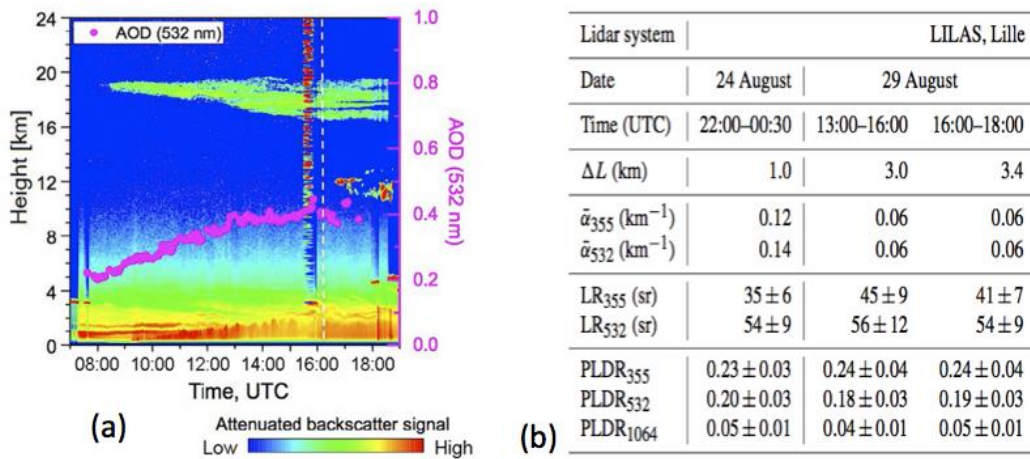 24
20
16
12
8
4
0
Height [km]
AOD (532 nm)
1.0
0.8
0.6
0.4
0.2
0.0
AOD (532 nm)
08:00 10:00 12:00 14:00 16:00 18:00
Time, UTC
(a)
Attenuated backscatter signal
Low High
(b)
Lidar system LILAS, Lille
Date 24 August 29 August
Time (UTC) 22:00–00:30 13:00–16:00 16:00–18:00
ΔL (km) 1.0 3.0 3.4
ᾱ355 (km−1) 0.12 0.06 0.06
ᾱ532 (km−1) 0.14 0.06 0.06
LR355 (sr) 35±6 45±9 41±7
LR532 (sr) 54±9 56±12 54±9
PLDR355 0.23±0.03 0.24±0.04 0.24±0.04
PLDR532 0.20±0.03 0.18±0.03 0.19±0.03
PLDR1064 0.05±0.01 0.04±0.01 0.05±0.01